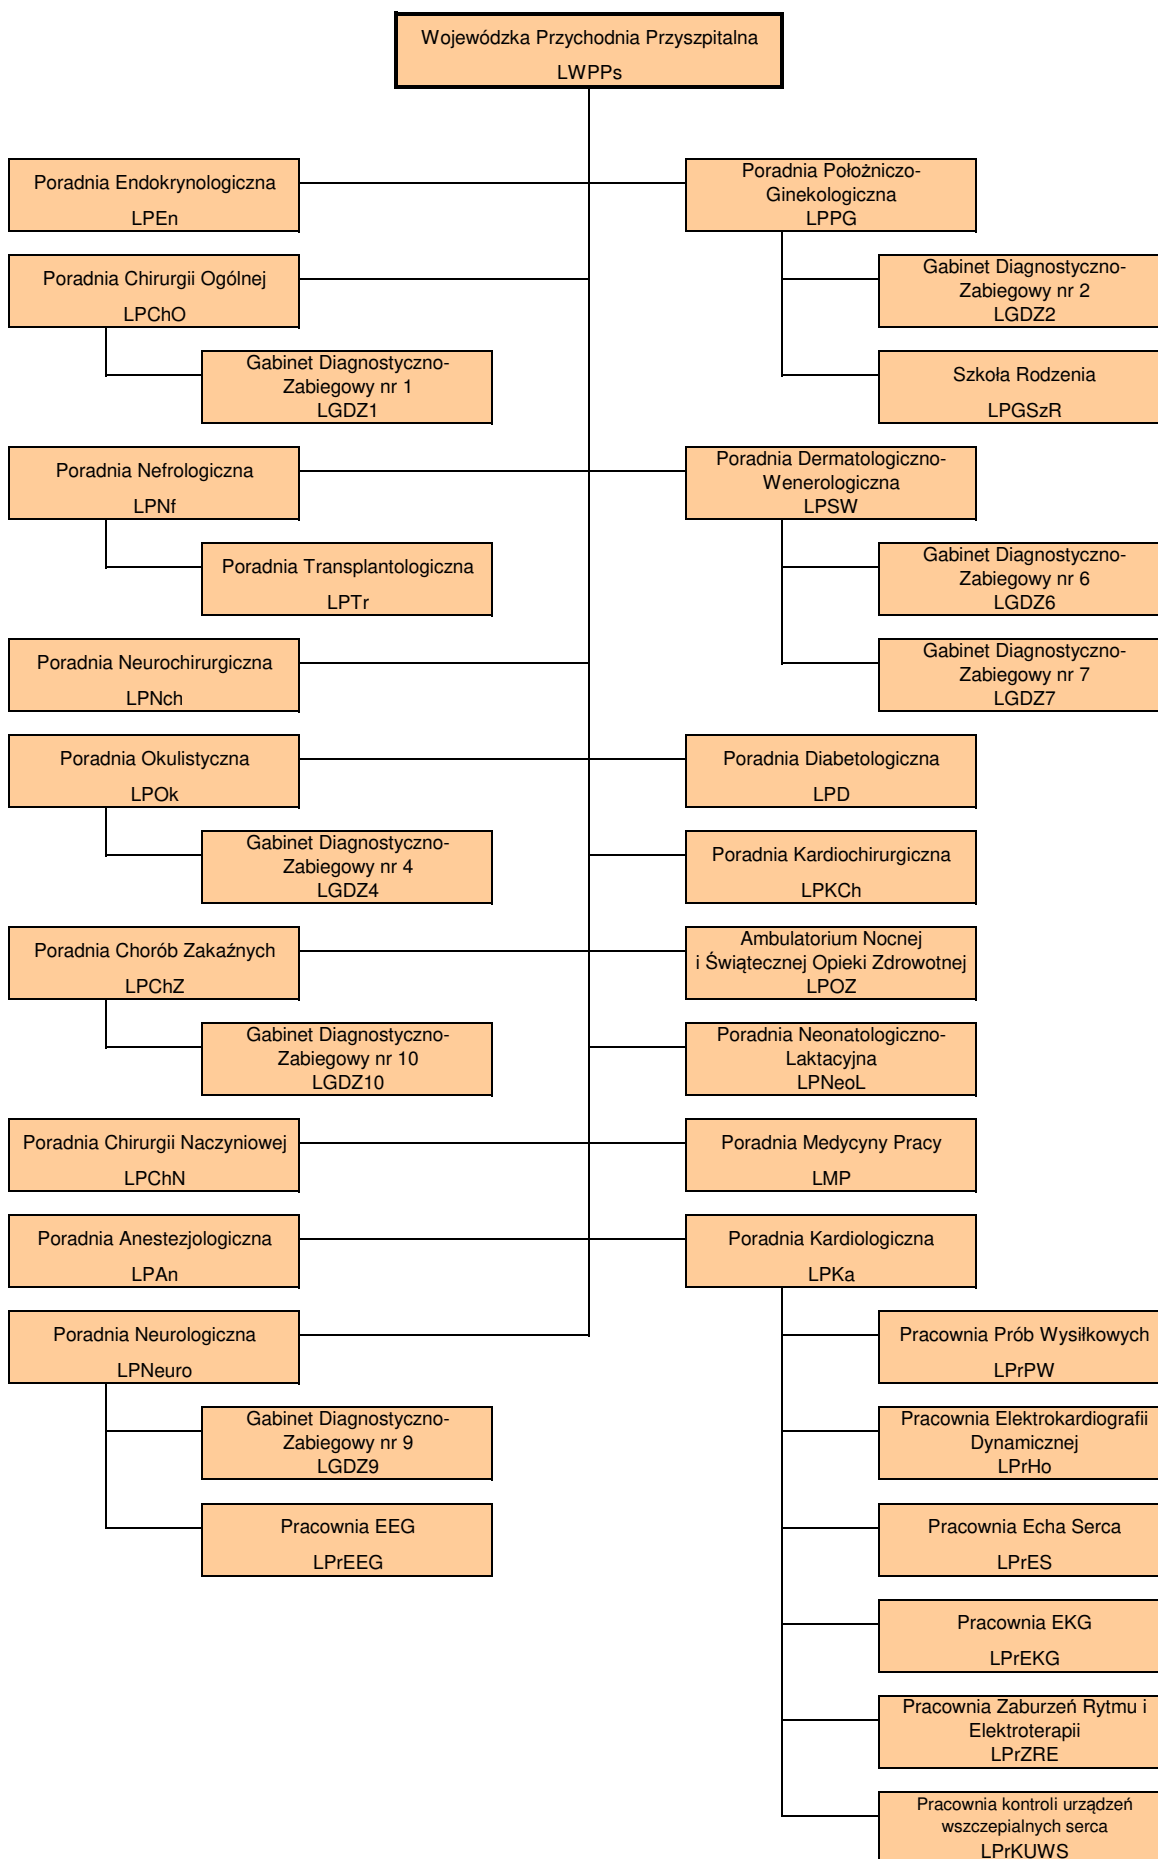 Wojewódzka Przychodnia Przyszpitalna
LWPPs
Poradnia Endokrynologiczna
LPEn
Poradnia Położniczo-
Ginekologiczna
LPPG
Poradnia Chirurgii Ogólnej
LPChO
Gabinet Diagnostyczno-
Zabiegowy nr 2
LGDZ2
Gabinet Diagnostyczno-
Zabiegowy nr 1
LGDZ1
Szkoła Rodzenia
LPGSzR
Poradnia Nefrologiczna
LPNf
Poradnia Dermatologiczno-
Wenerologiczna
LPSW
Poradnia Transplantologiczna
LPTr
Gabinet Diagnostyczno-
Zabiegowy nr 6
LGDZ6
Poradnia Neurochirurgiczna
LPNch
Gabinet Diagnostyczno-
Zabiegowy nr 7
LGDZ7
Poradnia Okulistyczna
LPOk
Poradnia Diabetologiczna
LPD
Gabinet Diagnostyczno-
Zabiegowy nr 4
LGDZ4
Poradnia Kardiochirurgiczna
LPKCh
Poradnia Chorób Zakaźnych
LPChZ
Ambulatorium Nocnej
i Świątecznej Opieki Zdrowotnej
LPOZ
Gabinet Diagnostyczno-
Zabiegowy nr 10
LGDZ10
Poradnia Neonatologiczno-
Laktacyjna
LPNeoL
Poradnia Chirurgii Naczyniowej
LPChN
Poradnia Medycyny Pracy
LMP
Poradnia Anestezjologiczna
LPAn
Poradnia Kardiologiczna
LPKa
Poradnia Neurologiczna
LPNeuro
Pracownia Prób Wysiłkowych
LPrPW
Gabinet Diagnostyczno-
Zabiegowy nr 9
LGDZ9
Pracownia Elektrokardiografii
Dynamicznej
LPrHo
Pracownia EEG
LPrEEG
Pracownia Echa Serca
LPrES
Pracownia EKG
LPrEKG
Pracownia Zaburzeń Rytmu i
Elektroterapii
LPrZRE
Pracownia kontroli urządzeń
wszczepialnych serca
LPrKUWS